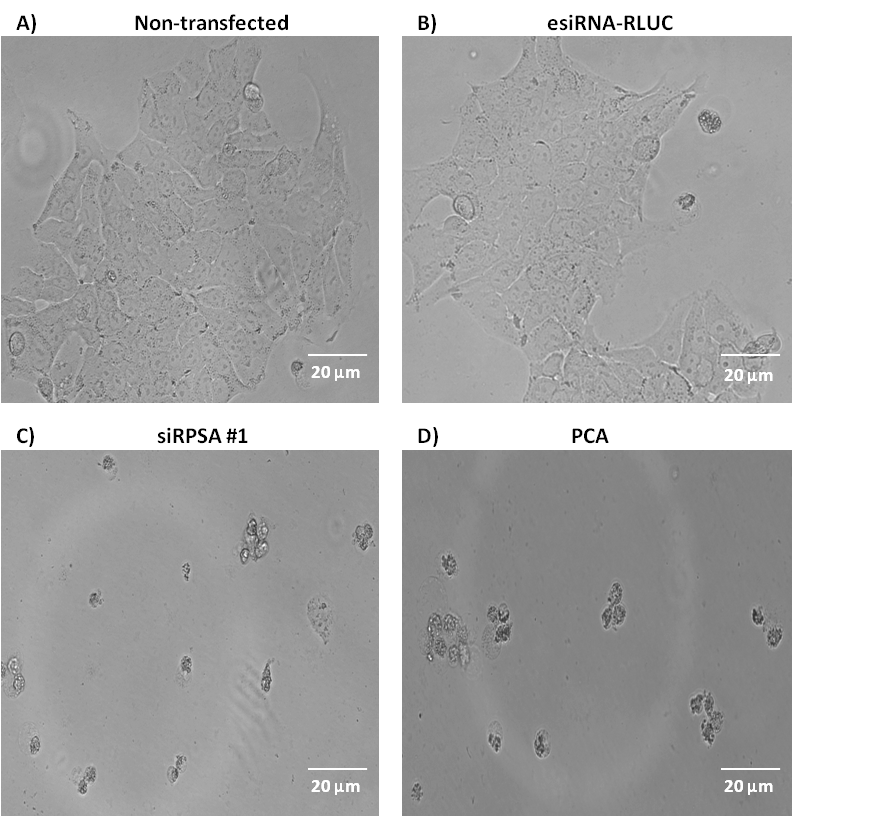 A) Non-transfected
B) esiRNA-RLUC
20 µm
20 µm
C) siRPSA #1
D) PCA
20 µm
20 µm